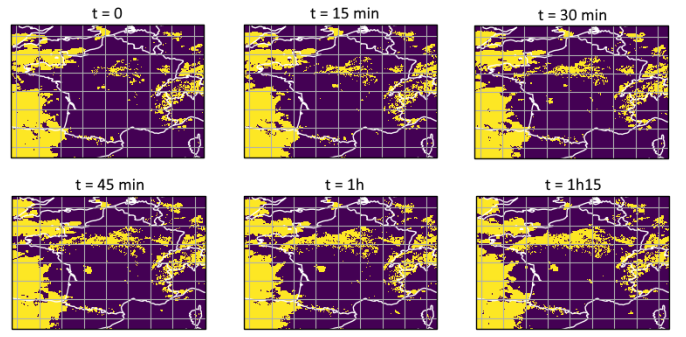 t = 0
t = 15 min
t = 30 min
t = 45 min
t = 1h
t = 1h15